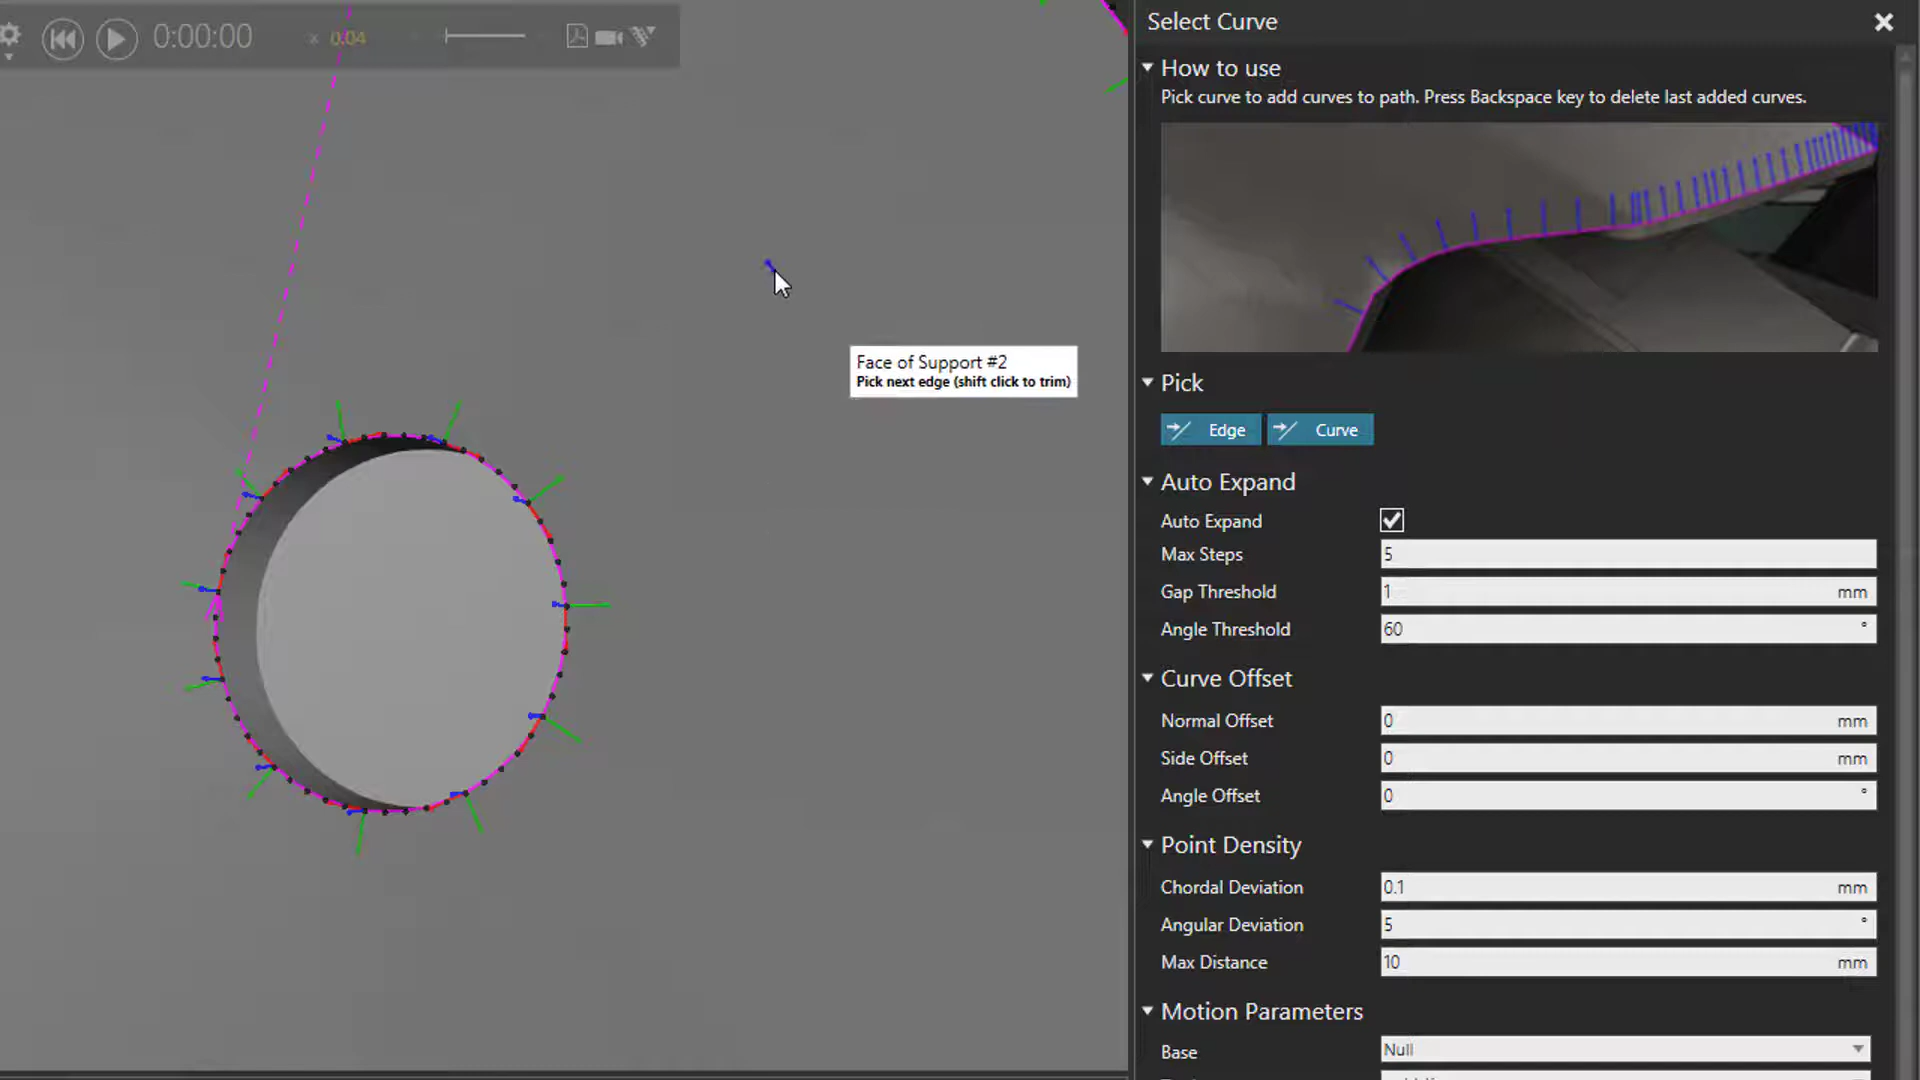 0:00:00
x 0.04
Select Curve
How to use
Pick curve to add curves to path. Press Backspace key to delete last added curves.
Face of Support #2
Pick next edge (shift click to trim)
Pick
Edge
Curve
Auto Expand
Auto Expand
Max Steps
5
Gap Threshold
1 mm
Angle Threshold
60 °
Curve Offset
Normal Offset
0 mm
Side Offset
0 mm
Angle Offset
0 °
Point Density
Chordal Deviation
0.1 mm
Angular Deviation
5 °
Max Distance
10 mm
Motion Parameters
Base
Null